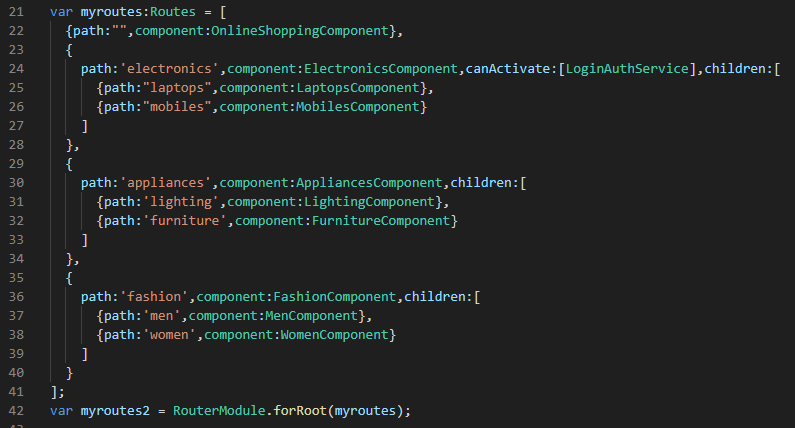 21 var myroutes:Routes = [
22   {path:"",component:OnlineShoppingComponent},
23   {
24     path:'electronics',component:ElectronicsComponent,canActivate:[LoginAuthService],children:[
25       {path:"laptops",component:LaptopsComponent},
26       {path:"mobiles",component:MobilesComponent}
27     ]
28   },
29   {
30     path:'appliances',component:AppliancesComponent,children:[
31       {path:'lighting',component:LightingComponent},
32       {path:'furniture',component:FurnitureComponent}
33     ]
34   },
35   {
36     path:'fashion',component:FashionComponent,children:[
37       {path:'men',component:MenComponent},
38       {path:'women',component:WomenComponent}
39     ]
40   }
41 ];
42 var myroutes2 = RouterModule.forRoot(myroutes);